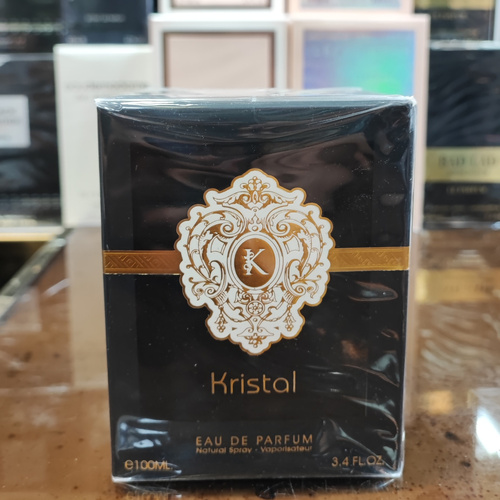 K
Kristal
EAU DE PARFUM
Natural Spray - Vaporisateur
e100ML 3.4 FL.OZ.